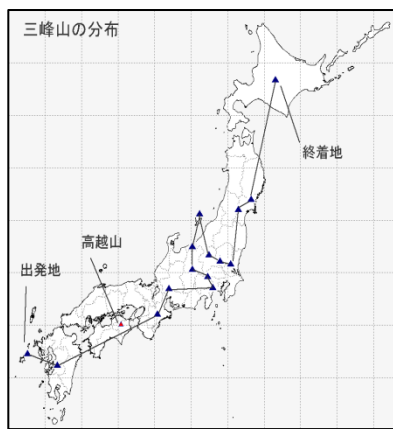 三峰山の分布
終着地
高越山
出発地